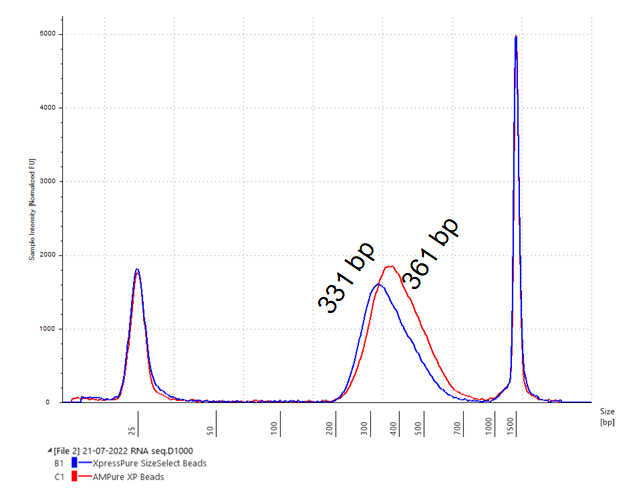 5000
4000
3000
2000
1000
0
Sample Intensity [Normalized FU]
331 bp
361 bp
25
50
100
200
300
400
500
700
1000
1500
Size
[bp]
[File 2] 21-07-2022 RNA seq.D1000
B1 XpressPure SizeSelect Beads
C1 AMPure XP Beads